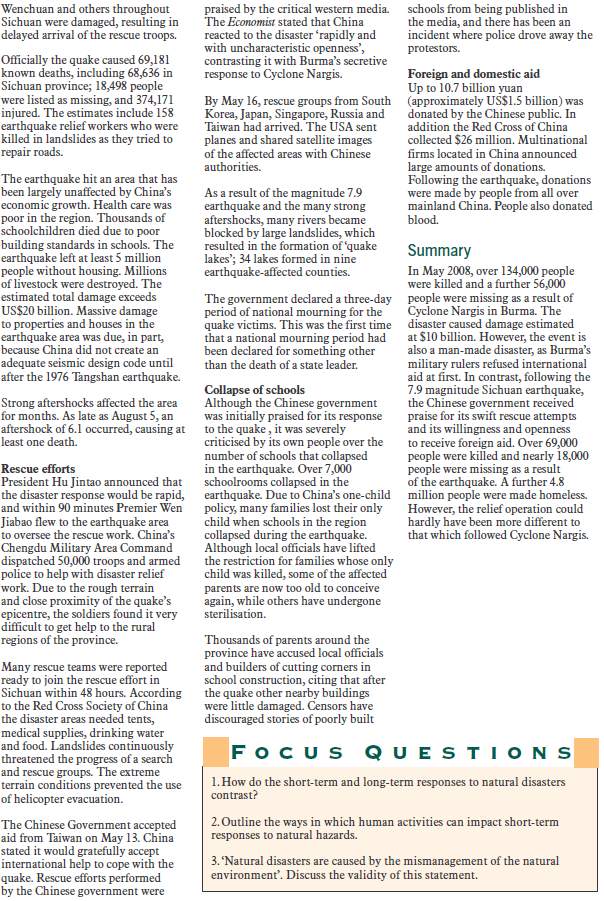 Wenchuan and others throughout
Sichuan were damaged, resulting in
delayed arrival of the rescue troops.
Officially the quake caused 69,181
known deaths, including 68,636 in
Sichuan province; 18,498 people
were listed as missing, and 374,171
injured. The estimates include 158
earthquake relief workers who were
killed in landslides as they tried to
repair roads.
The earthquake hit an area that has
been largely unaffected by China's
economic growth. Health care was
poor in the region. Thousands of
schoolchildren died due to poor
building standards in schools. The
earthquake left at least 5 million
people without housing. Millions
of livestock were destroyed. The
estimated total damage exceeds
US$20 billion. Massive damage
to properties and houses in the
earthquake area was due, in part,
because China did not create an
adequate seismic design code until
after the 1976 Tangshan earthquake.
Strong aftershocks affected the area
for months. As late as August 5, an
aftershock of 6.1 occurred, causing at
least one death.
Rescue efforts
President Hu Jintao announced that
the disaster response would be rapid,
and within 90 minutes Premier Wen
Jiabao flew to the earthquake area
to oversee the rescue work. China's
Chengdu Military Area Command
dispatched 50,000 troops and armed
police to help with disaster relief
work. Due to the rough terrain
and close proximity of the quake's
epicentre, the soldiers found it very
difficult to get help to the rural
regions of the province.
Many rescue teams were reported
ready to join the rescue effort in
Sichuan within 48 hours. According
to the Red Cross Society of China
the disaster areas needed tents,
medical supplies, drinking water
and food. Landslides continuously
threatened the progress of a search
and rescue groups. The extreme
terrain conditions prevented the use
of helicopter evacuation.
The Chinese Government accepted
aid from Taiwan on May 13. China
stated it would gratefully accept
international help to cope with the
quake. Rescue efforts performed
by the Chinese government were
praised by the critical western media.
The Economist stated that China
reacted to the disaster 'rapidly and
with uncharacteristic openness',
contrasting it with Burma's secretive
response to Cyclone Nargis.
By May 16, rescue groups from South
Korea, Japan, Singapore, Russia and
Taiwan had arrived. The USA sent
planes and shared satellite images
of the affected areas with Chinese
authorities.
As a result of the magnitude 7.9
earthquake and the many strong
aftershocks, many rivers became
blocked by large landslides, which
resulted in the formation of 'quake
lakes'; 34 lakes formed in nine
earthquake-affected counties.
The government declared a three-day
period of national mourning for the
quake victims. This was the first time
that a national mourning period had
been declared for something other
than the death of a state leader.
Collapse of schools
Although the Chinese government
was initially praised for its response
to the quake , it was severely
criticised by its own people over the
number of schools that collapsed
in the earthquake. Over 7,000
schoolrooms collapsed in the
earthquake. Due to China's one-child
policy, many families lost their only
child when schools in the region
collapsed during the earthquake.
Although local officials have lifted
the restriction for families whose only
child was killed, some of the affected
parents are now too old to conceive
again, while others have undergone
sterilisation.
Thousands of parents around the
province have accused local officials
and builders of cutting corners in
school construction, citing that after
the quake other nearby buildings
were little damaged. Censors have
discouraged stories of poorly built
schools from being published in
the media, and there has been an
incident where police drove away the
protestors.
Foreign and domestic aid
Up to 10.7 billion yuan
(approximately US$1.5 billion) was
donated by the Chinese public. In
addition the Red Cross of China
collected $26 million. Multinational
firms located in China announced
large amounts of donations.
Following the earthquake, donations
were made by people from all over
mainland China. People also donated
blood.
Summary
In May 2008, over 134,000 people
were killed and a further 56,000
people were missing as a result of
Cyclone Nargis in Burma. The
disaster caused damage estimated
at $10 billion. However, the event is
also a man-made disaster, as Burma's
military rulers refused international
aid at first. In contrast, following the
7.9 magnitude Sichuan earthquake,
the Chinese government received
praise for its swift rescue attempts
and its willingness and openness
to receive foreign aid. Over 69,000
people were killed and nearly 18,000
people were missing as a result
of the earthquake. A further 4.8
million people were made homeless.
However, the relief operation could
hardly have been more different to
that which followed Cyclone Nargis.
FOCUS QUESTIONS
1. How do the short-term and long-term responses to natural disasters
contrast?
2. Outline the ways in which human activities can impact short-term
responses to natural hazards.
3. 'Natural disasters are caused by the mismanagement of the natural
environment'. Discuss the validity of this statement.